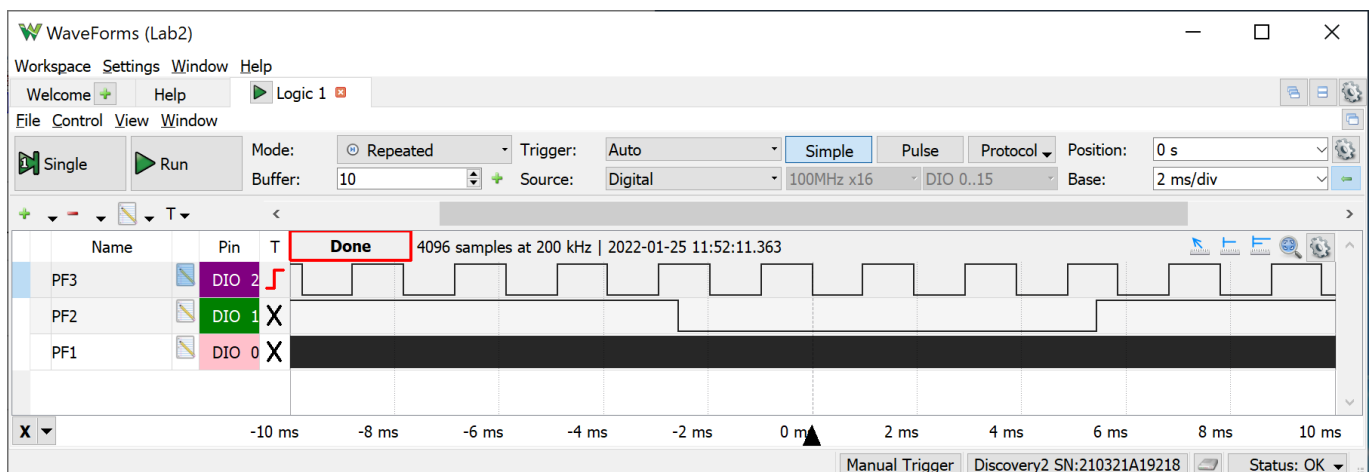 WaveForms (Lab2)
Workspace Settings Window Help
Welcome Help Logic 1
File Control View Window
Single Run Mode: Repeated Trigger: Auto Simple Pulse Protocol Position: 0 s
Buffer: 10 Source: Digital 100MHz x16 DIO 0..15 Base: 2 ms/div
T
Name Pin T Done 4096 samples at 200 kHz | 2022-01-25 11:52:11.363
PF3 DIO 2
PF2 DIO 1 X
PF1 DIO 0 X
X -10 ms -8 ms -6 ms -4 ms -2 ms 0 ms 2 ms 4 ms 6 ms 8 ms 10 ms
Manual Trigger Discovery2 SN:210321A19218 Status: OK